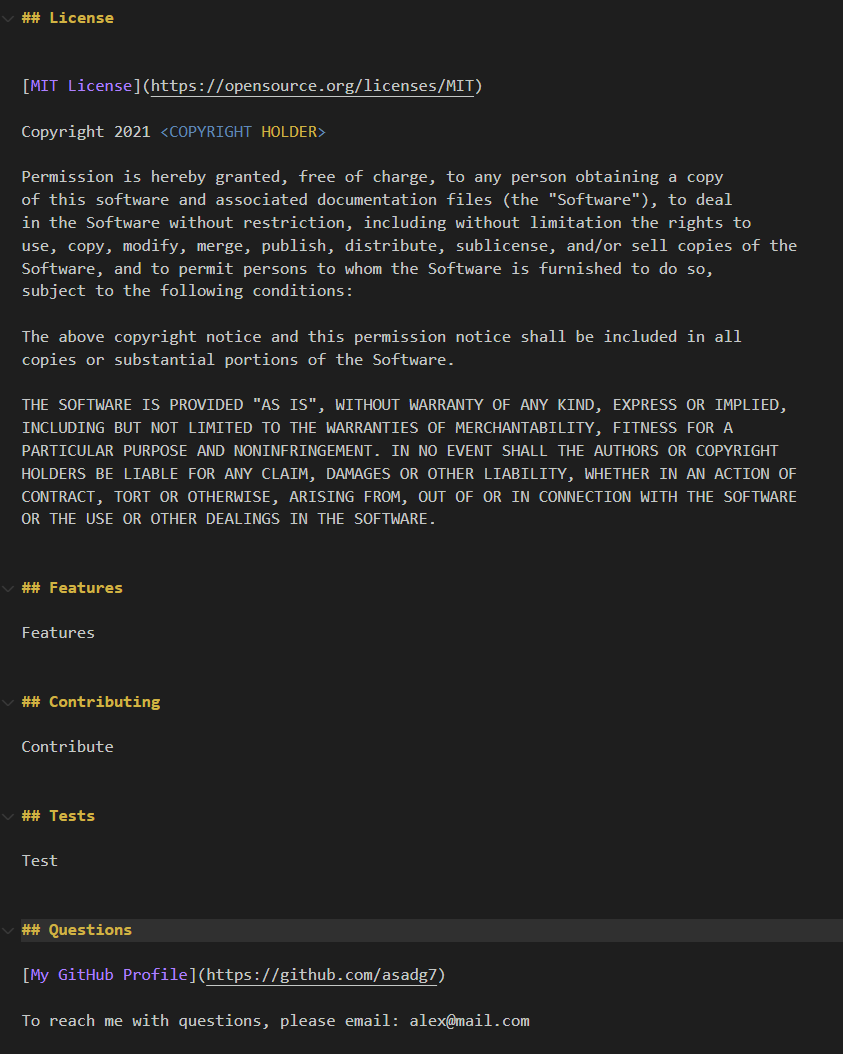 ## License
[MIT License](https://opensource.org/licenses/MIT)
Copyright 2021 <COPYRIGHT HOLDER>
Permission is hereby granted, free of charge, to any person obtaining a copy
of this software and associated documentation files (the "Software"), to deal
in the Software without restriction, including without limitation the rights to
use, copy, modify, merge, publish, distribute, sublicense, and/or sell copies of the
Software, and to permit persons to whom the Software is furnished to do so,
subject to the following conditions:
The above copyright notice and this permission notice shall be included in all
copies or substantial portions of the Software.
THE SOFTWARE IS PROVIDED "AS IS", WITHOUT WARRANTY OF ANY KIND, EXPRESS OR IMPLIED,
INCLUDING BUT NOT LIMITED TO THE WARRANTIES OF MERCHANTABILITY, FITNESS FOR A
PARTICULAR PURPOSE AND NONINFRINGEMENT. IN NO EVENT SHALL THE AUTHORS OR COPYRIGHT
HOLDERS BE LIABLE FOR ANY CLAIM, DAMAGES OR OTHER LIABILITY, WHETHER IN AN ACTION OF
CONTRACT, TORT OR OTHERWISE, ARISING FROM, OUT OF OR IN CONNECTION WITH THE SOFTWARE
OR THE USE OR OTHER DEALINGS IN THE SOFTWARE.
## Features
Features
## Contributing
Contribute
## Tests
Test
## Questions
[My GitHub Profile](https://github.com/asadg7)
To reach me with questions, please email: alex@mail.com